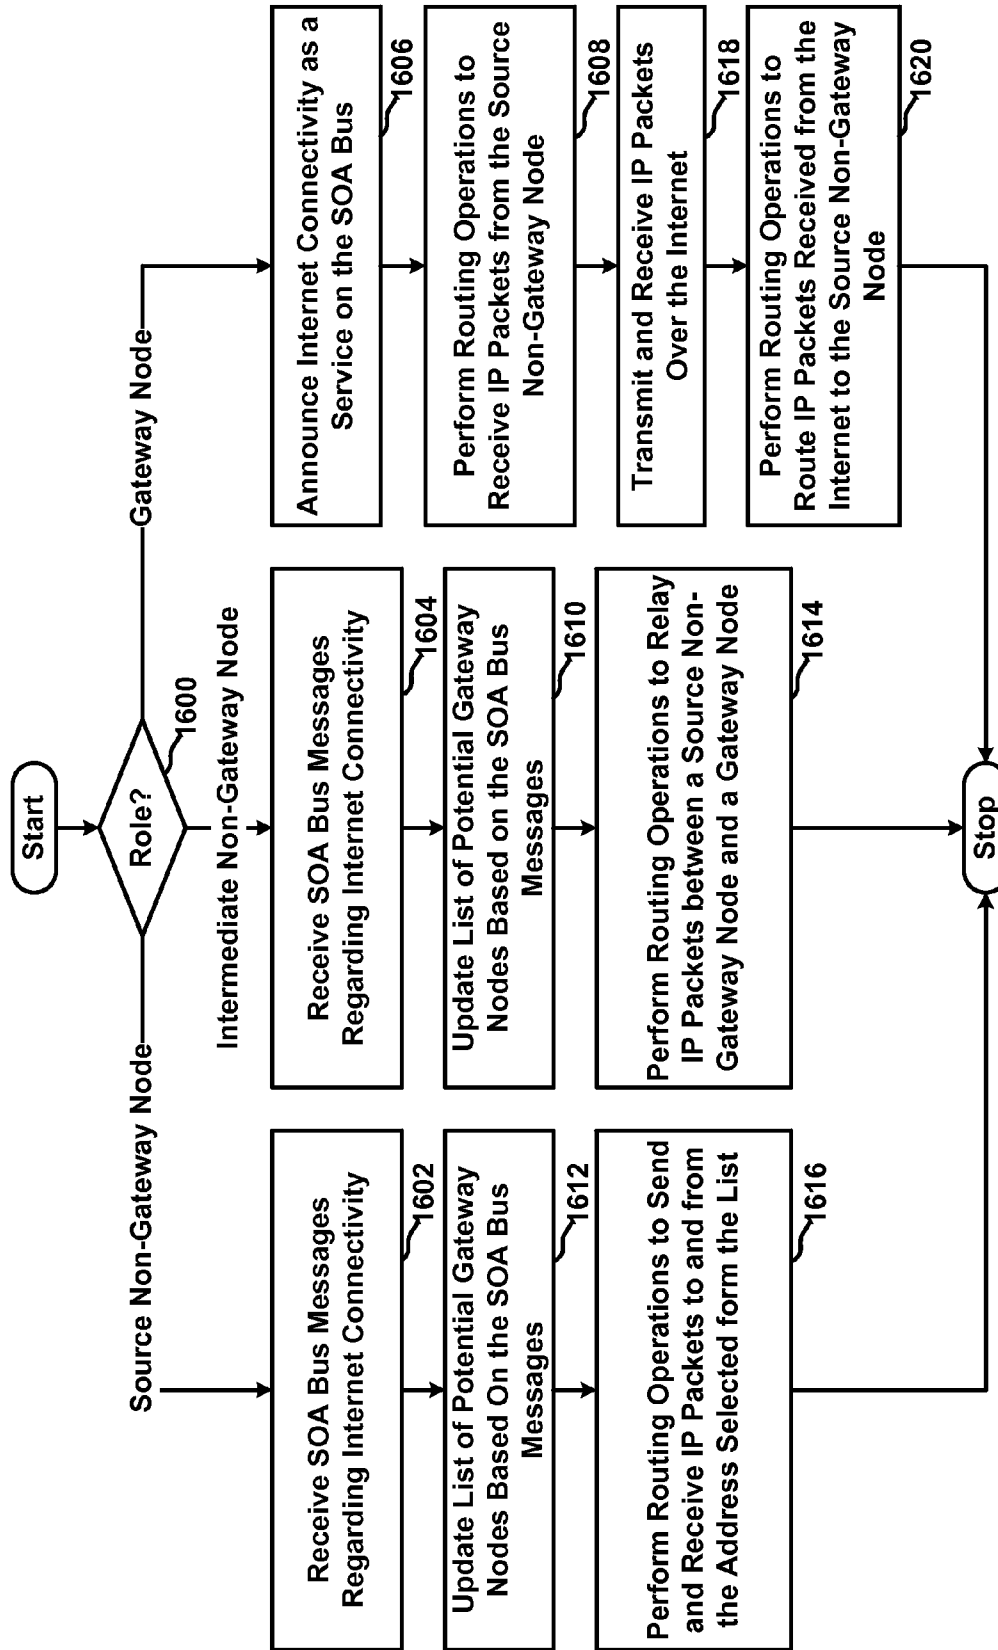 Start
Role?
1600
Source Non-Gateway Node
Intermediate Non-Gateway Node
Gateway Node
Receive SOA Bus Messages
Regarding Internet Connectivity
1602
Update List of Potential Gateway
Nodes Based On the SOA Bus
Messages
1612
Perform Routing Operations to Send
and Receive IP Packets to and from
the Address Selected form the List
1616
Receive SOA Bus Messages
Regarding Internet Connectivity
1604
Update List of Potential Gateway
Nodes Based on the SOA Bus
Messages
1610
Perform Routing Operations to Relay
IP Packets between a Source Non-
Gateway Node and a Gateway Node
1614
Announce Internet Connectivity as a
Service on the SOA Bus
1606
Perform Routing Operations to
Receive IP Packets from the Source
Non-Gateway Node
1608
Transmit and Receive IP Packets
Over the Internet
1618
Perform Routing Operations to
Route IP Packets Received from the
Internet to the Source Non-Gateway
Node
1620
Stop